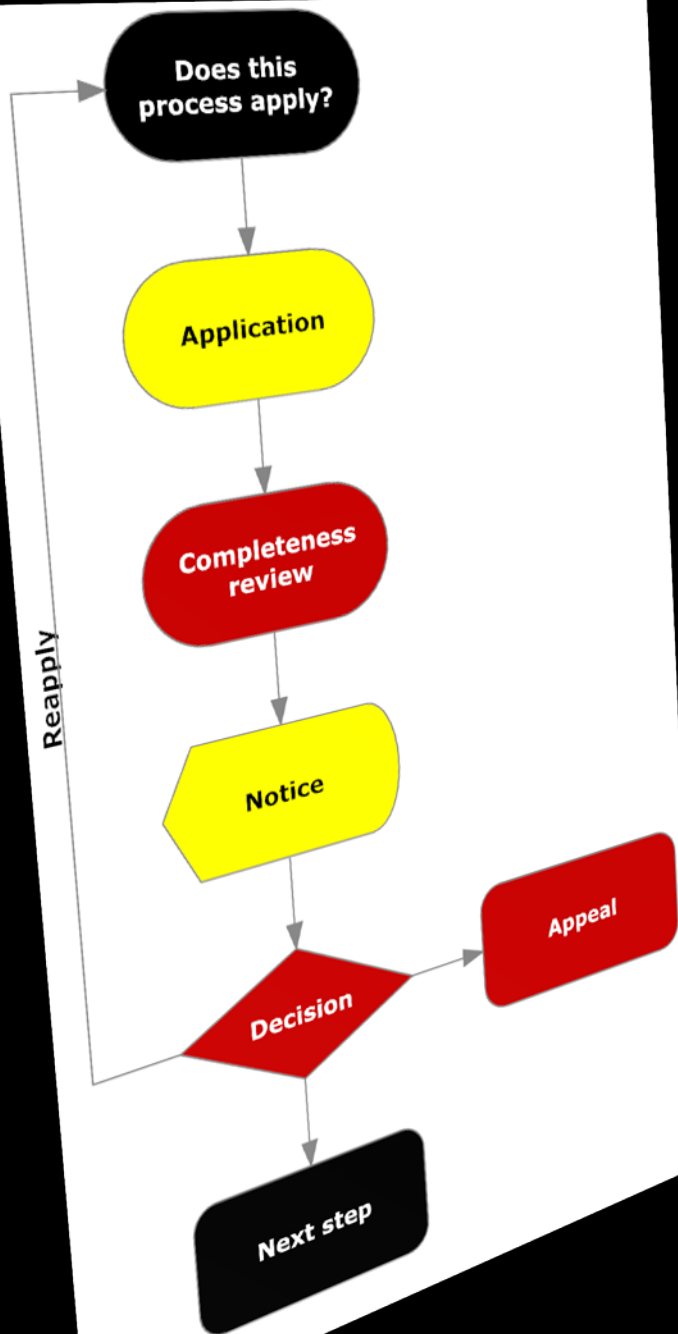 Does this
process apply?
Application
Completeness
review
Reapply
Notice
Appeal
Decision
Next step